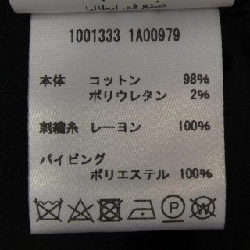 1001333 1A00979
本体 コットン 98%
ポリウレタン 2%
刺繍糸 レーヨン 100%
パイピング
ポリエステル 100%
P
W